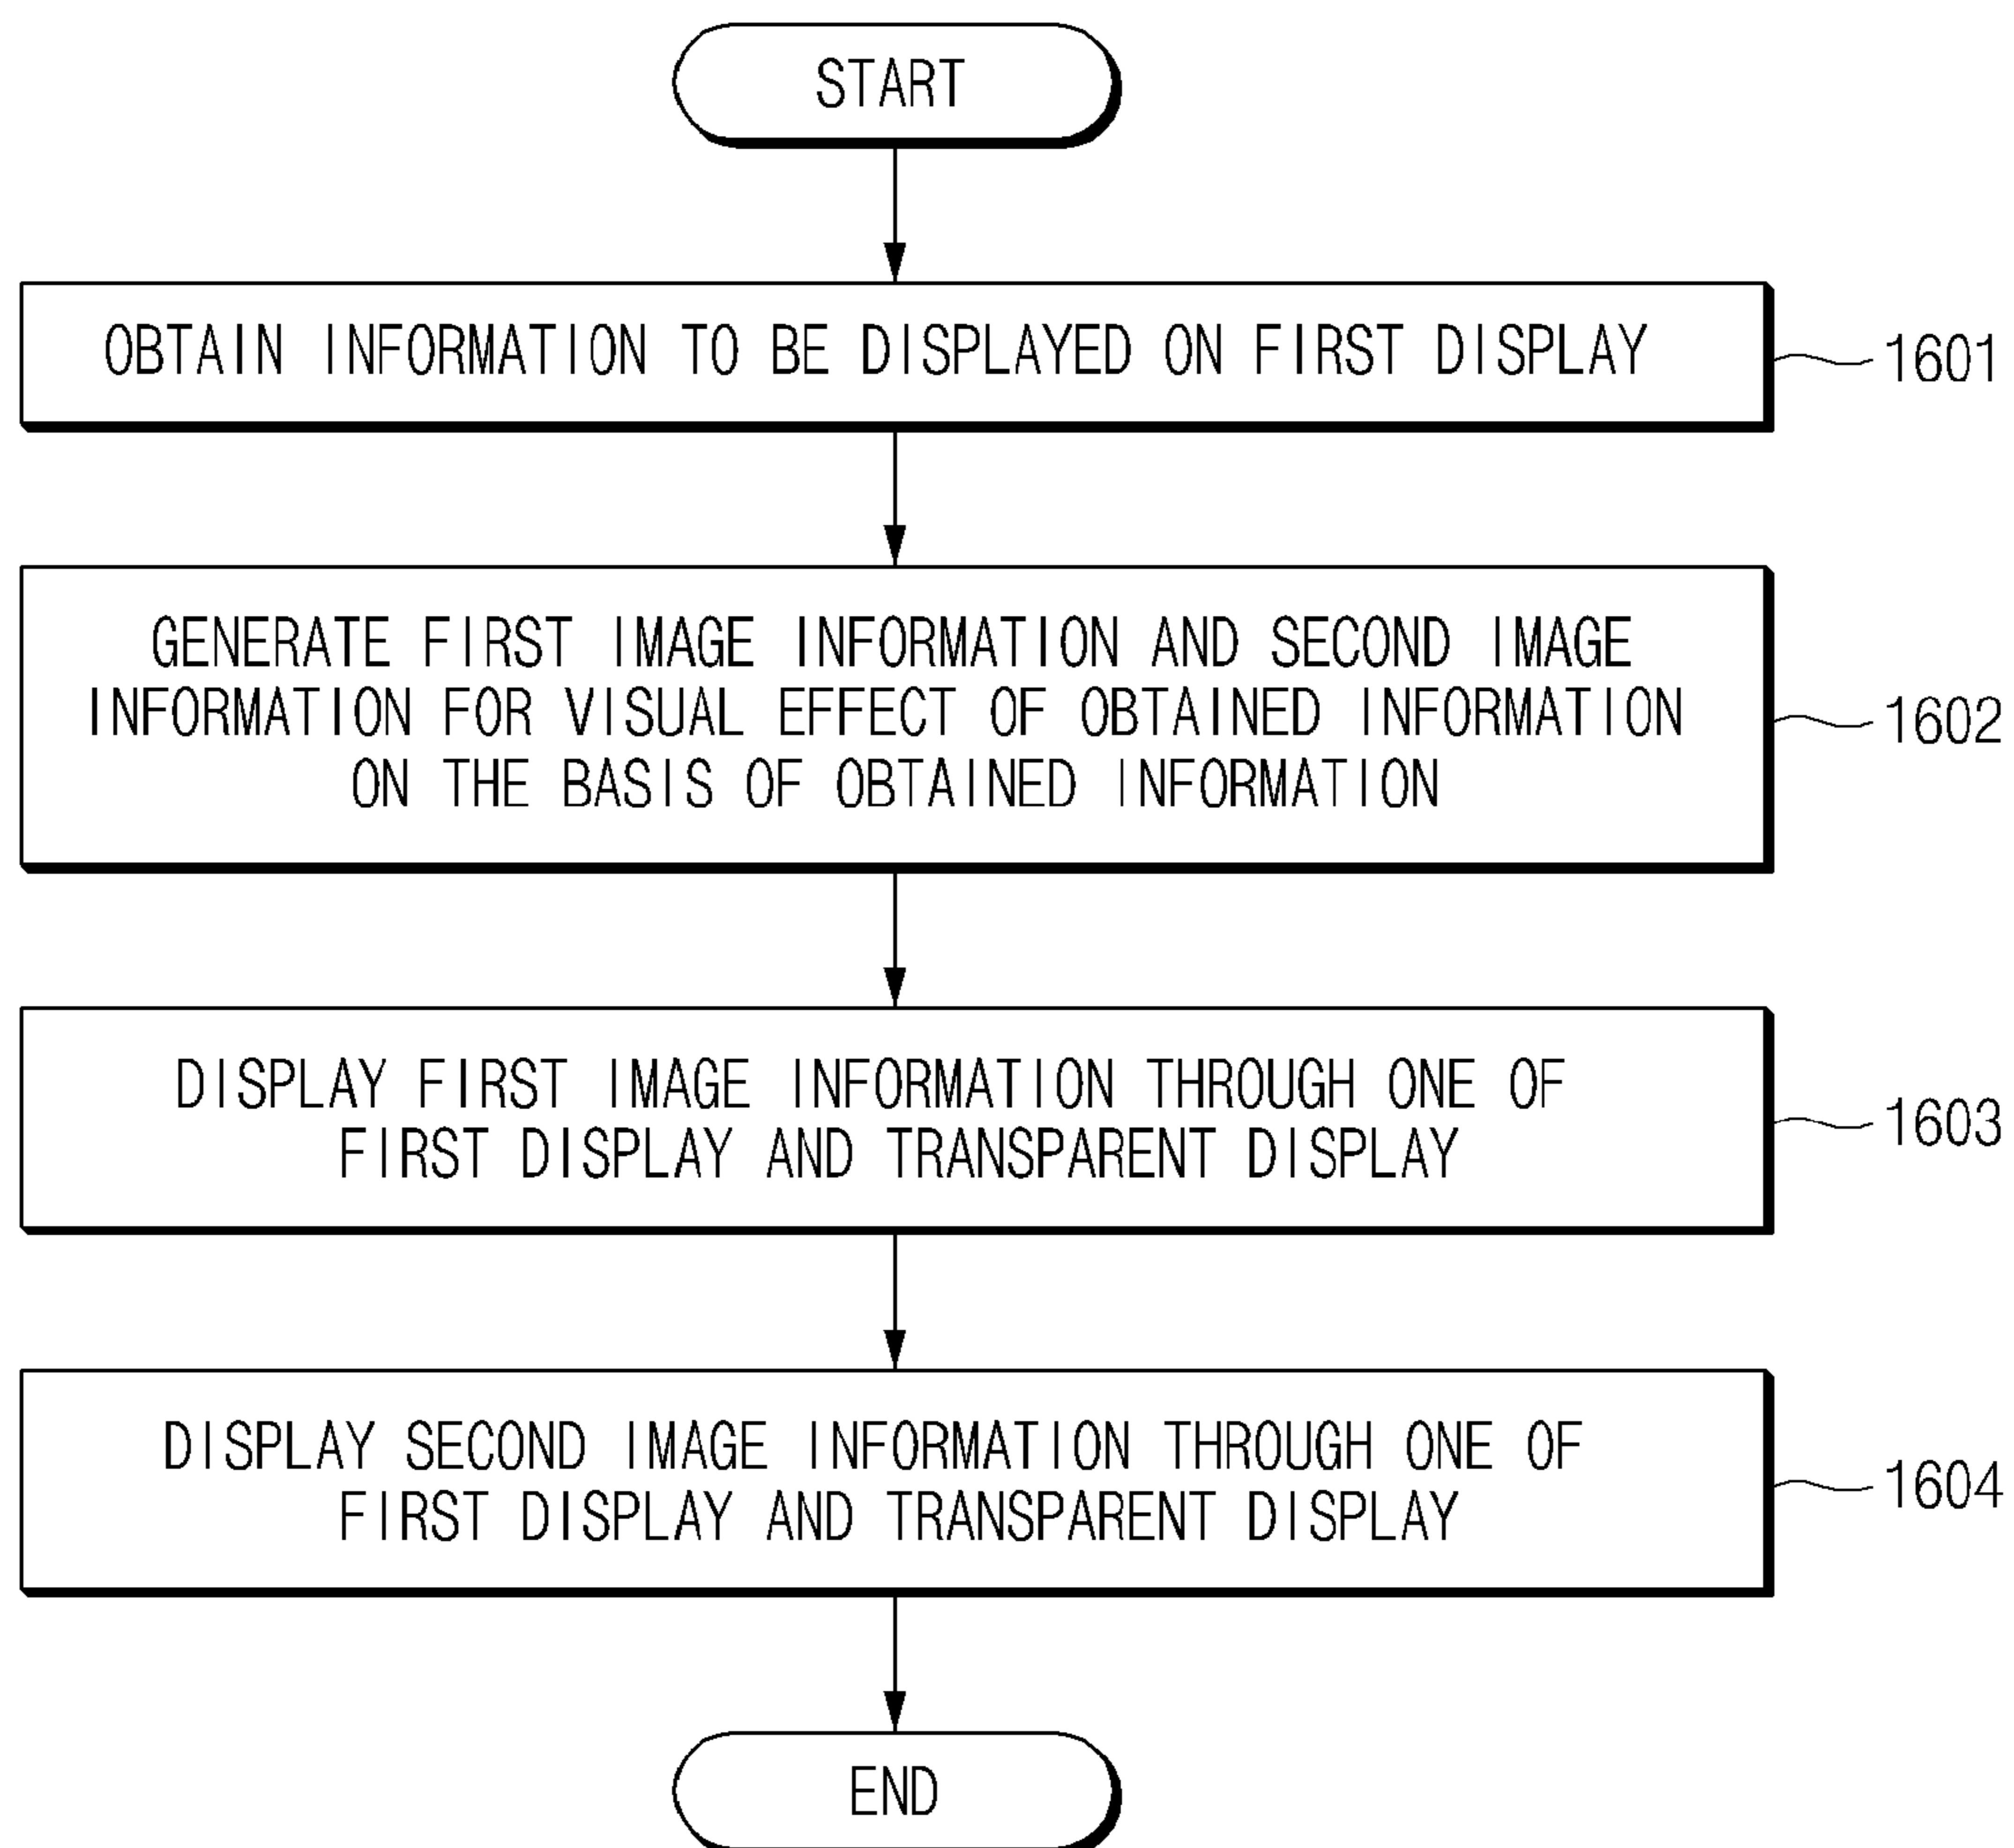 START
OBTAIN INFORMATION TO BE DISPLAYED ON FIRST DISPLAY
1601
GENERATE FIRST IMAGE INFORMATION AND SECOND IMAGE
INFORMATION FOR VISUAL EFFECT OF OBTAINED INFORMATION
ON THE BASIS OF OBTAINED INFORMATION
1602
DISPLAY FIRST IMAGE INFORMATION THROUGH ONE OF
FIRST DISPLAY AND TRANSPARENT DISPLAY
1603
DISPLAY SECOND IMAGE INFORMATION THROUGH ONE OF
FIRST DISPLAY AND TRANSPARENT DISPLAY
1604
END